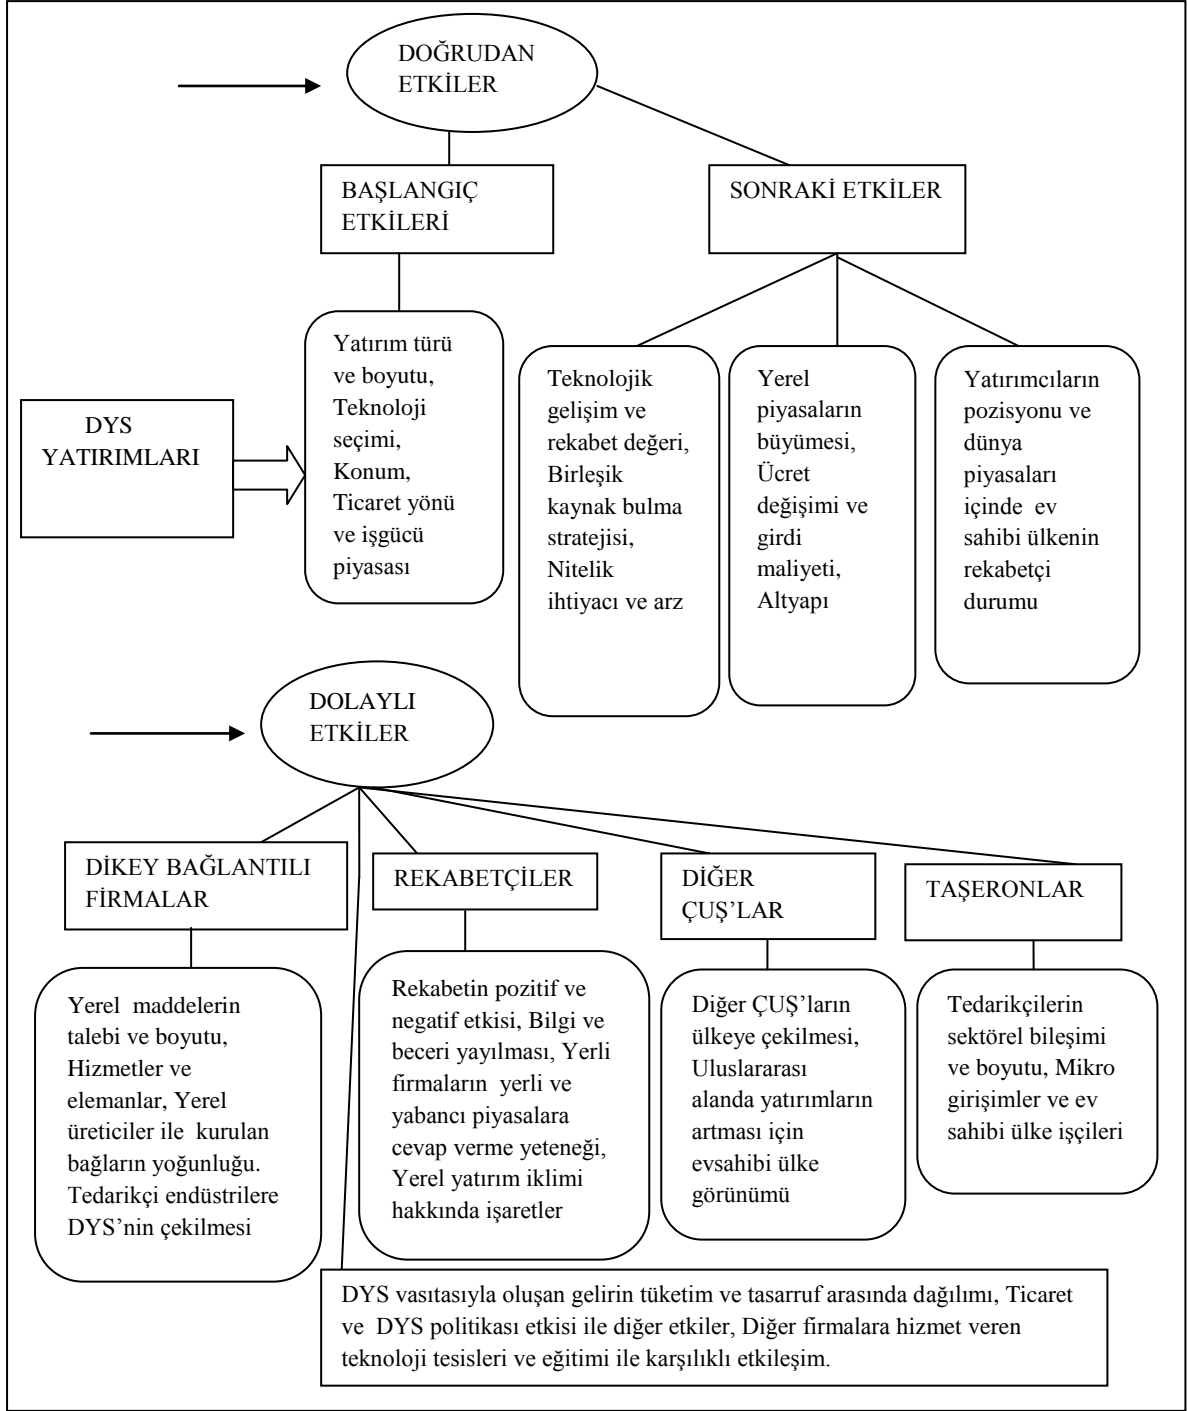 DOĞRUDAN
ETKİLER
BAŞLANGIÇ
ETKİLERİ
SONRAKİ ETKİLER
DYS
YATIRIMLARI
Yatırım türü
ve boyutu,
Teknoloji
seçimi,
Konum,
Ticaret yönü
ve işgücü
piyasası
Teknolojik
gelişim ve
rekabet değeri,
Birleşik
kaynak bulma
stratejisi,
Nitelik
ihtiyacı ve arz
Yerel
piyasaların
büyümesi,
Ücret
değişimi ve
girdi
maliyeti,
Altyapı
Yatırımcıların
pozisyonu ve
dünya
piyasaları
içinde ev
sahibi ülkenin
rekabetçi
durumu
DOLAYLI
ETKİLER
DİKEY BAĞLANTILI
FİRMALAR
REKABETÇİLER
DİĞER
ÇUŞ’LAR
TAŞERONLAR
Yerel maddelerin
talebi ve boyutu,
Hizmetler ve
elemanlar, Yerel
üreticiler ile kurulan
bağların yoğunluğu.
Tedarikçi endüstrilere
DYS’nin çekilmesi
Rekabetin pozitif ve
negatif etkisi, Bilgi ve
beceri yayılması, Yerli
firmaların yerli ve
yabancı piyasalara
cevap verme yeteneği,
Yerel yatırım iklimi
hakkında işaretler
Diğer ÇUŞ’ların
ülkeye çekilmesi,
Uluslararası
alanda yatırımların
artması için
evsahibi ülke
görünümü
Tedarikçilerin
sektörel bileşimi
ve boyutu, Mikro
girişimler ve ev
sahibi ülke işçileri
DYS vasıtasıyla oluşan gelirin tüketim ve tasarruf arasında dağılımı, Ticaret
ve DYS politikası etkisi ile diğer etkiler, Diğer firmalara hizmet veren
teknoloji tesisleri ve eğitimi ile karşılıklı etkileşim.